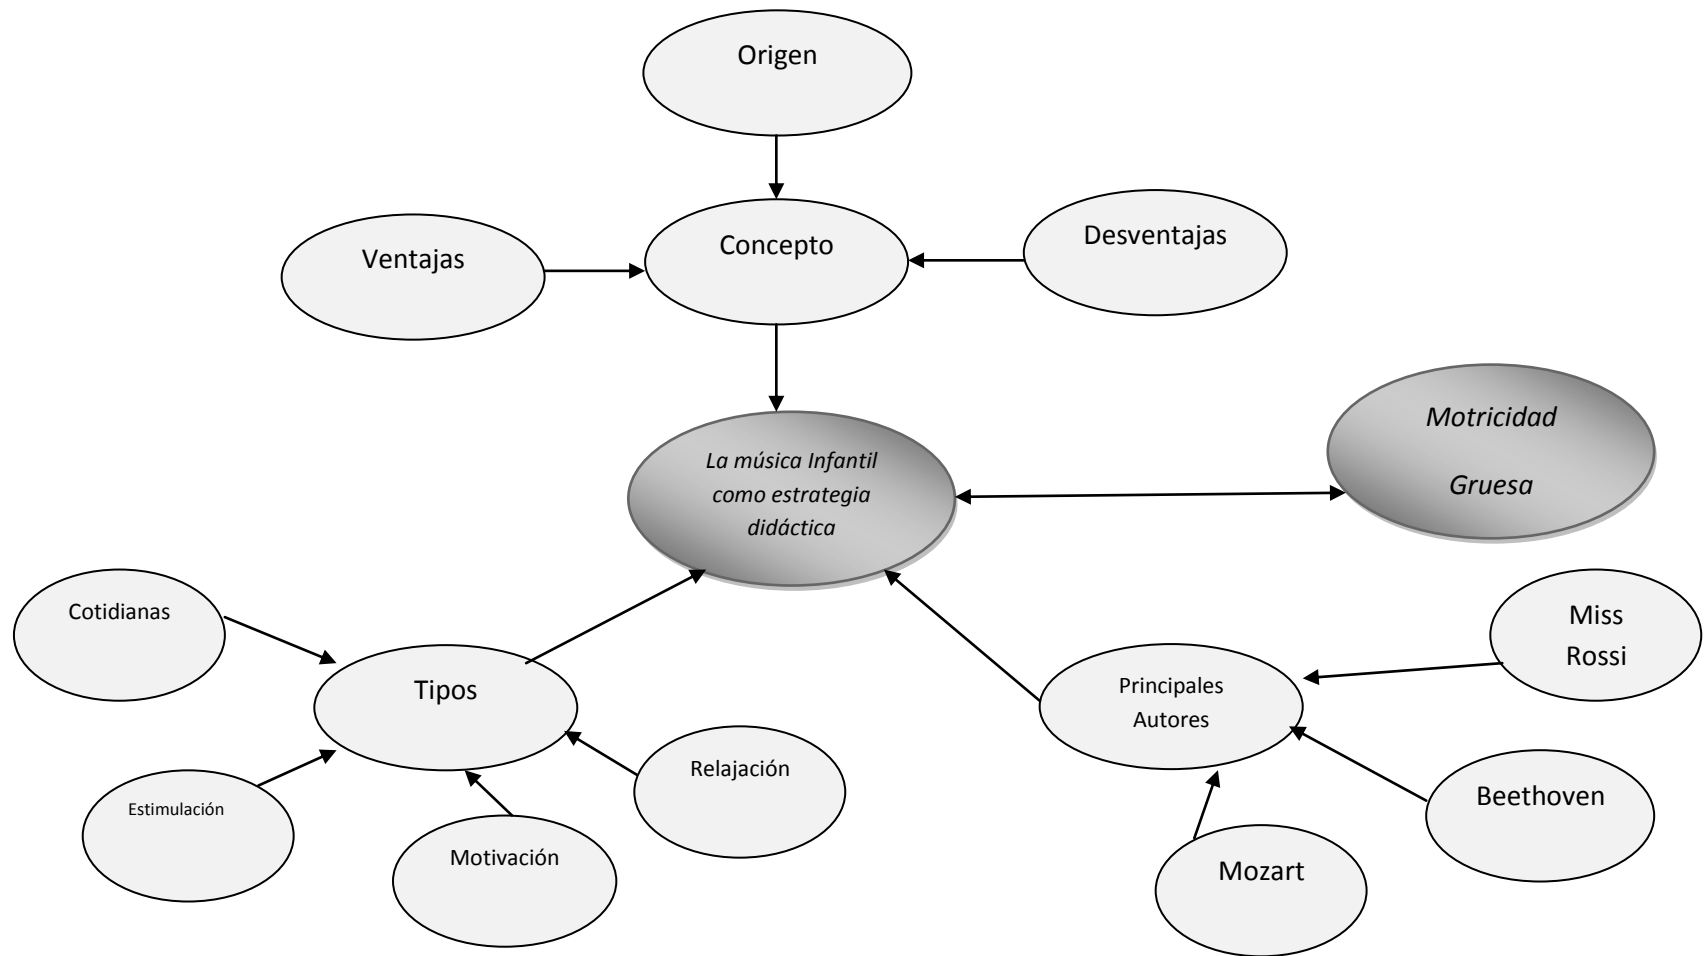 Origen
Ventajas
Concepto
Desventajas
La música Infantil
como estrategia
didáctica
Motricidad
Gruesa
Cotidianas
Tipos
Estimulación
Motivación
Relajación
Principales
Autores
Miss
Rossi
Beethoven
Mozart